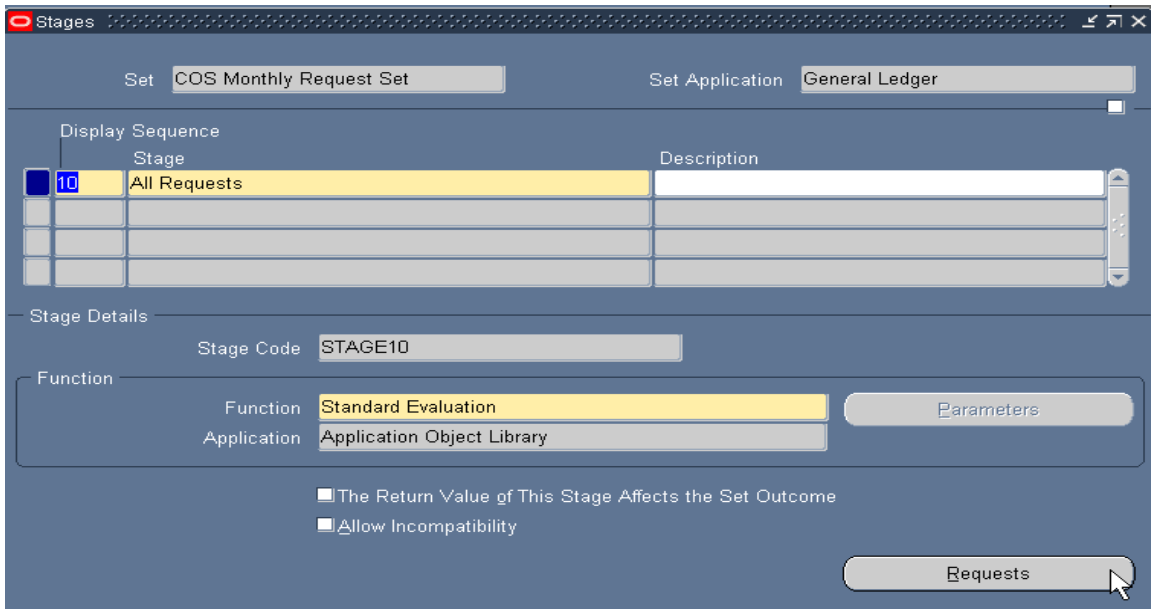 Stages
Set COS Monthly Request Set Set Application General Ledger
Display Sequence
Stage Description
10 All Requests
Stage Details
Stage Code STAGE10
Function
Function Standard Evaluation Parameters
Application Application Object Library
The Return Value of This Stage Affects the Set Outcome
Allow Incompatibility
Requests